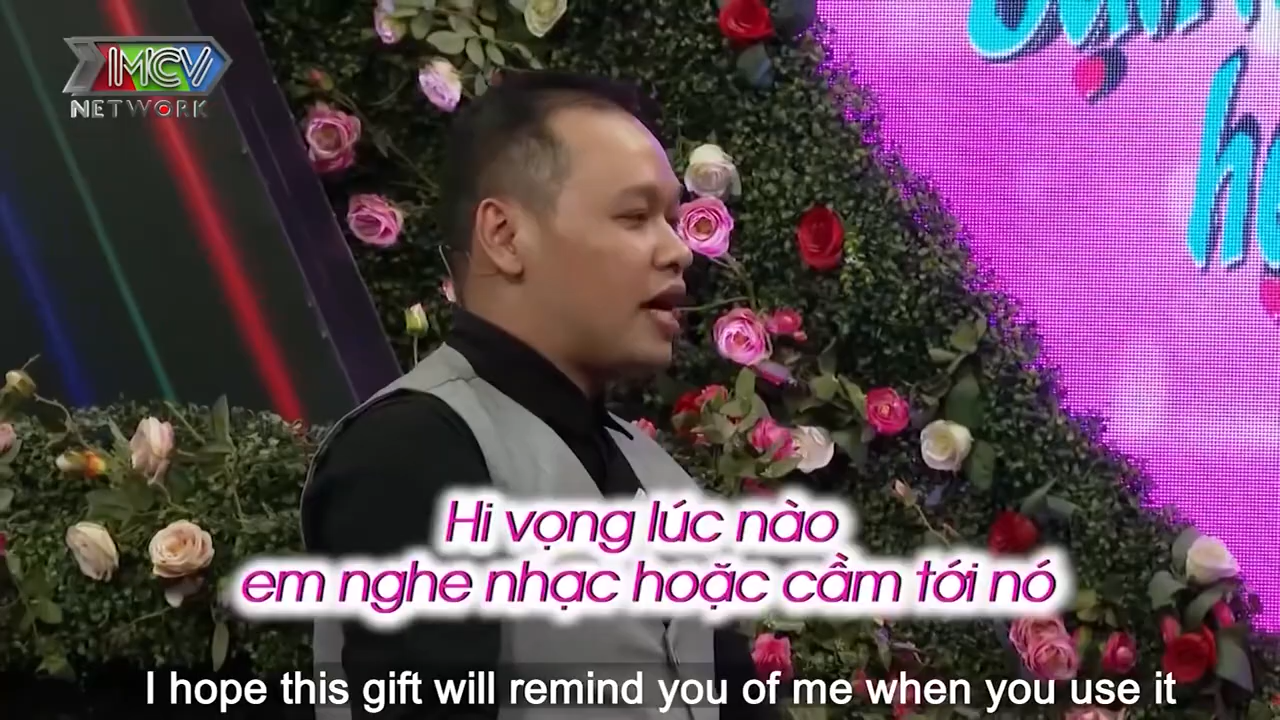 MCV
NETWORK
Hi vọng lúc nào
em nghe nhạc hoặc cầm tới nó
I hope this gift will remind you of me when you use it